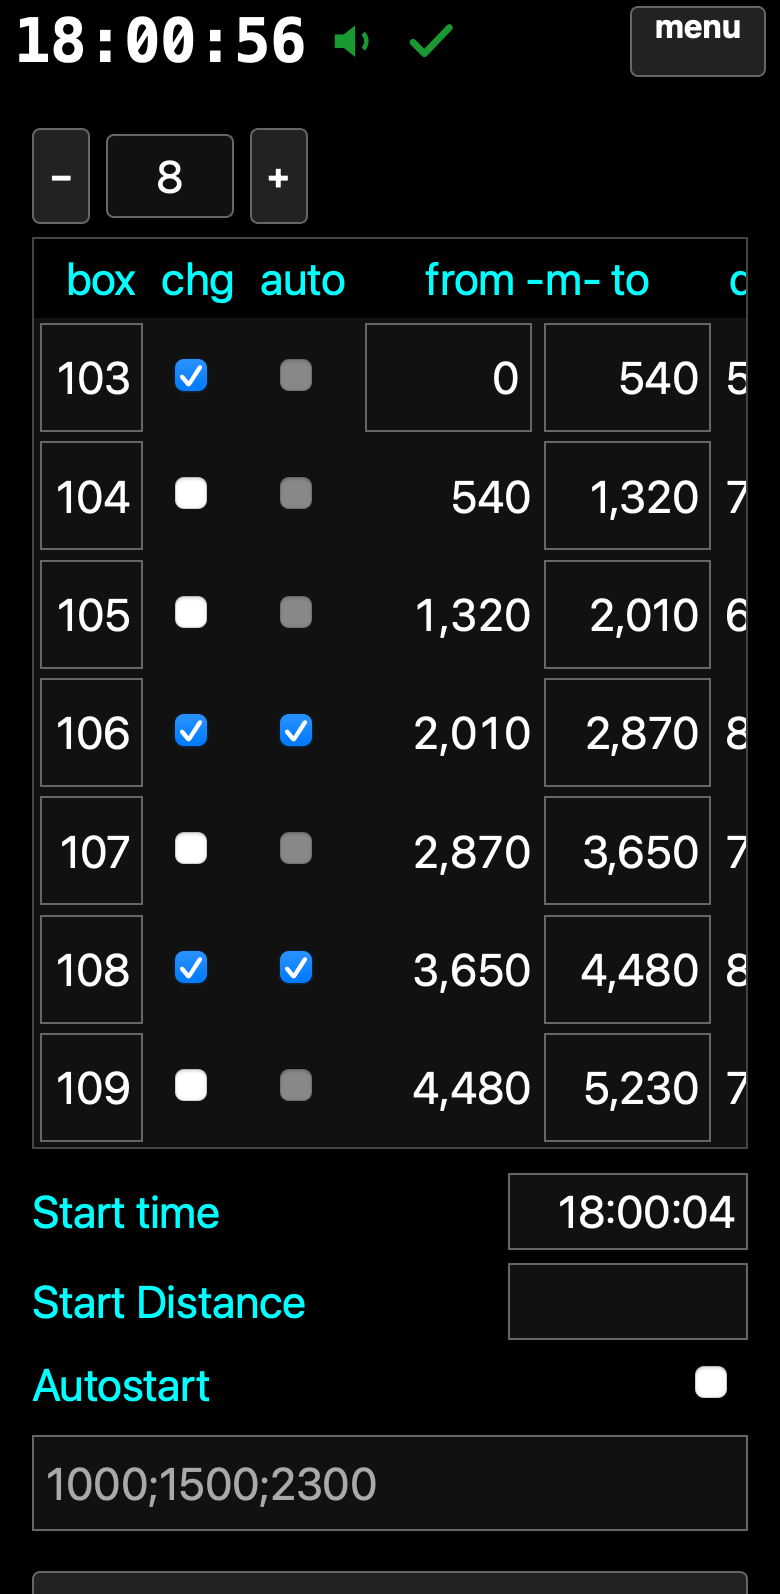 18:00:56 menu
- 8 +
box chg auto from -m- to
103 0 540
104 540 1,320
105 1,320 2,010
106 2,010 2,870
107 2,870 3,650
108 3,650 4,480
109 4,480 5,230
Start time 18:00:04
Start Distance
Autostart
1000;1500;2300